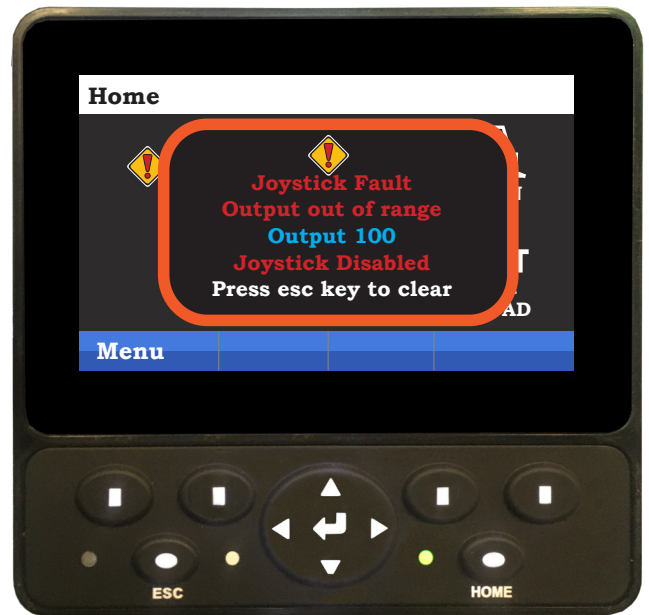 Home
Joystick Fault
Output out of range
Output 100
Joystick Disabled
Press esc key to clear
AD
Menu
ESC
HOME